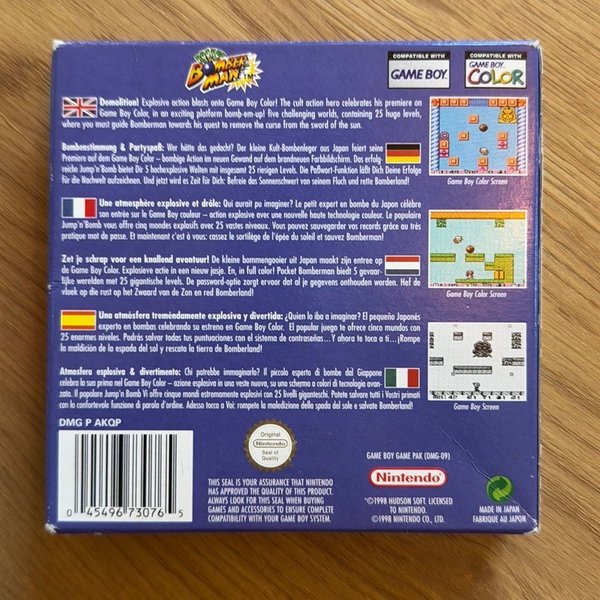 POCKET
BOMBER
MAN
COMPATIBLE WITH
GAME BOY.
COMPATIBLE WITH
GAME BOY
COLOR
Demolition! Explosive action blasts onto Game Boy Color! The cult action hero celebrates his premiere on
Game Boy Color, in an exciting platform bomb-em-up! five challenging worlds, containing 25 huge levels,
where you must guide Bomberman towards his quest to remove the curse from the sword of the sun.
Game Boy Color Screen
Bombenstimmung & Partyspaß: Wer hätte das gedacht? Der kleine Kult-Bombenleger aus Japan feiert seine
Premiere auf dem Game Boy Color – bombige Action im neuen Gewand auf dem brandneuen Farbbildschirm. Das erfolg-
reiche Jump'n Bomb bietet Dir 5 hochexplosive Welten mit insgesamt 25 riesigen Levels. Die Paßwort-Funktion läßt Dich Deine Erfolge
für die Nachwelt aufzeichnen. Und jetzt wird es Zeit für Dich: Befreie das Sonnenschwert von seinem Fluch und rette Bomberland!
Une atmosphère explosive et drôle: Qui aurait pu imaginer? Le petit expert en bombe du Japon célèbre
son entrée sur le Game Boy couleur – action explosive avec une nouvelle haute technologie couleur. Le populaire
Jump'n'Bomb vous offre cinq mondes explosifs avec 25 vastes niveaux. Vous pouvez sauvegarder vos records grâce au très
pratique mot de passe. Et maintenant c'est à vous: cassez le sortilège de l'épée du soleil et sauvez Bomberman!
Game Boy Color Screen
Zet je schrap voor een knallend avontuur! De kleine bommengooier uit Japan maakt zijn entree op
de Game Boy Color. Explosieve actie in een nieuw jasje. En, in full color! Pocket Bomberman biedt 5 gevaar-
lijke werelden met 25 gigantische levels. De password-optie zorgt ervoor dat al je gegevens onthouden worden. Hef de
vloek op die rust op het Zwaard van de Zon en red Bomberland!
Una atmósfera tremèndamente explosiva y divertida: ¿Quien lo iba a imaginar? El pequeño Japonés
experto en bombas celebrando su estreno en Game Boy Color. El popular juego te ofrece cinco mundos con
25 enormes niveles. Podrás salvar todas tus puntuaciones con el sistema de contraseñas...Y ahora te toca a ti...¡Rompe
la maldición de la espada del sol y rescata la tierra de Bomberland!
Game Boy Screen
Atmosfera esplosiva & divertimento: Chi potrebbe immaginarlo? Il piccolo esperto di bombe dal Giappone
celebra la sua prima nel Game Boy Color – azione esplosiva in una veste nuova, su uno schermo a colori di tecnologia avan-
zata. Il popolare Jump'n Bomb Vi offre cinque mondi estremamente esplosivi con 25 livelli giganteschi. Potete salvare tutti i Vostri primati
con la confortevole funzione di parola d'ordine. Adesso tocca a Voi: rompete la maledizione della spada del sole e salvate Bomberland!
DMG P AKQP
0 45496 73076 5
Original
Nintendo
Seal of
Quality
THIS SEAL IS YOUR ASSURANCE THAT NINTENDO
HAS APPROVED THE QUALITY OF THIS PRODUCT.
ALWAYS LOOK FOR THIS SEAL WHEN BUYING
GAMES AND ACCESSORIES TO ENSURE COMPLETE
COMPATIBILITY WITH YOUR GAME BOY SYSTEM.
GAME BOY GAME PAK (DMG-09)
Nintendo
©1998 HUDSON SOFT. LICENSED
TO NINTENDO.
©1998 NINTENDO CO., LTD.
MADE IN JAPAN
FABRIQUE AU JAPON